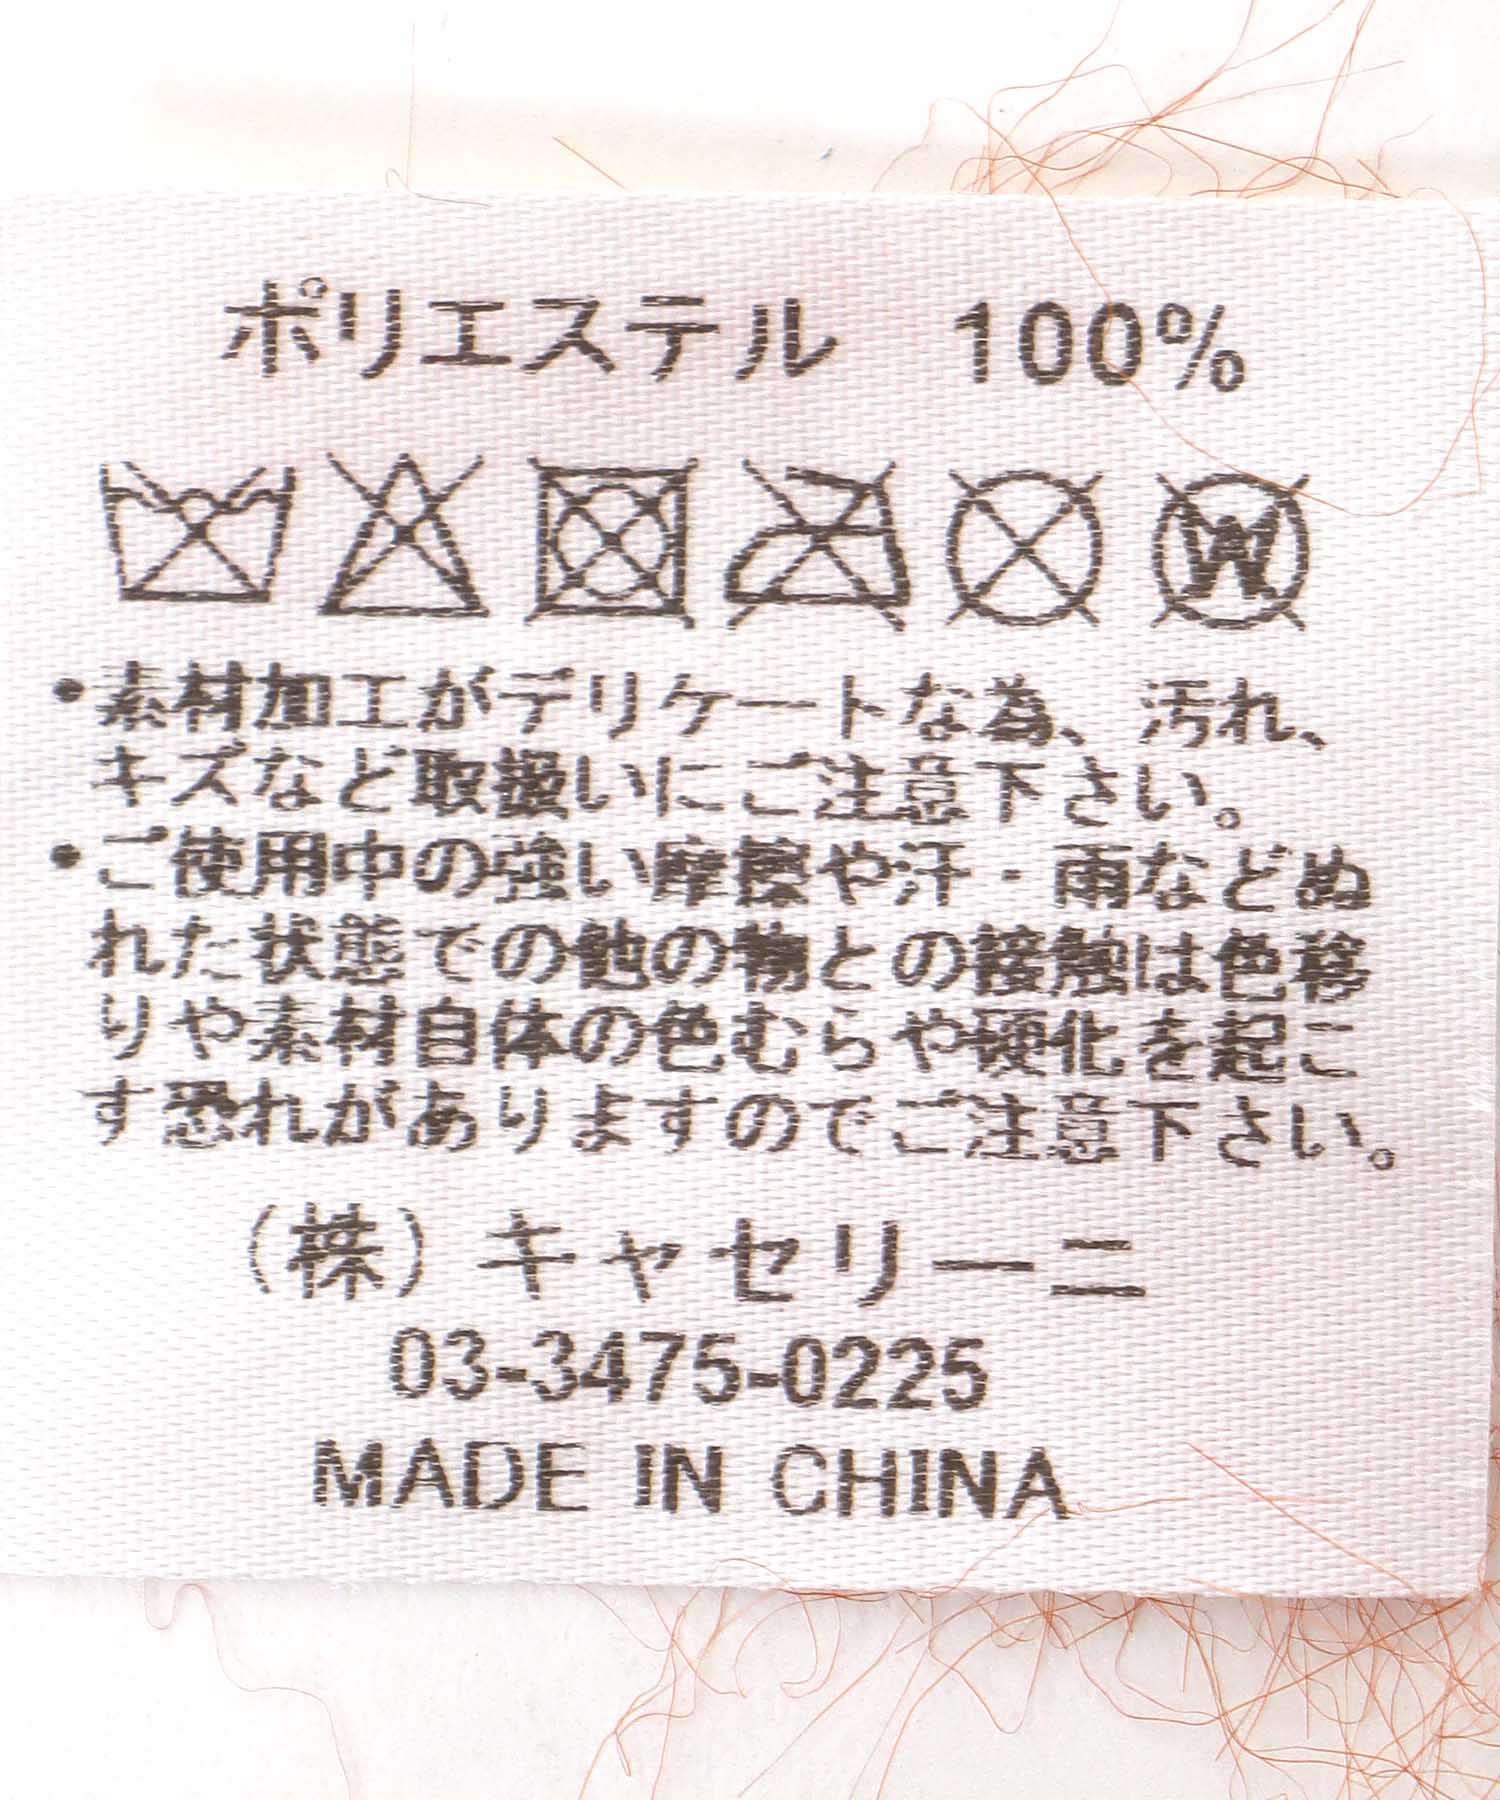 ポリエステル 100%
•素材加工がデリケートな為、汚れ、
キズなど取扱いにご注意下さい。
•ご使用中の強い摩擦や汗・雨などぬ
れた状態での他の物との接触は色移
りや素材自体の色むらや硬化を起こ
す恐れがありますのでご注意下さい。
(株)キャセリーニ
03-3475-0225
MADE IN CHINA